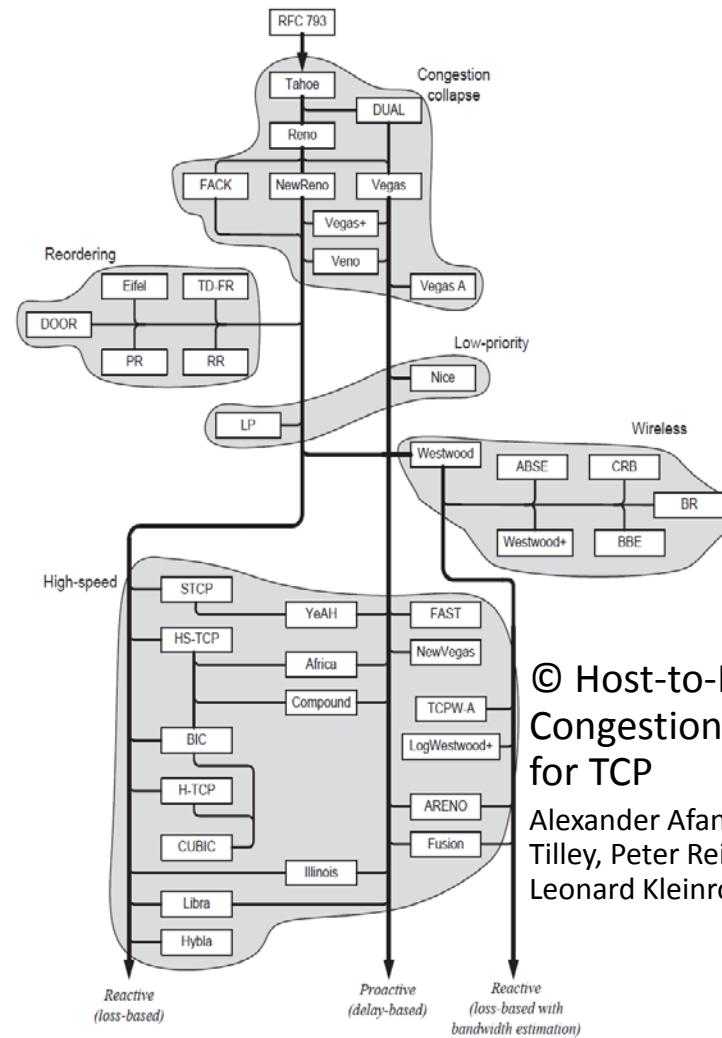 RFC 793
Tahoe
Congestion
collapse
DUAL
Reno
FACK
NewReno
Vegas
Vegas+
Veno
Vegas A
Reordering
Eifel
TD-FR
DOOR
PR
RR
Low-priority
Nice
LP
Wireless
Westwood
ABSE
CRB
BR
Westwood+
BBE
High-speed
STCP
YeAH
FAST
HS-TCP
NewVegas
Africa
Compound
TCPW-A
BIC
LogWestwood+
H-TCP
ARENO
CUBIC
Fusion
Illinois
Libra
Hybla
© Host-to-
Congestion
for TCP
Alexander Afan
Tilley, Peter Rei
Leonard Kleinro
Reactive
(loss-based)
Proactive
(delay-based)
Reactive
(loss-based with
bandwidth estimation)